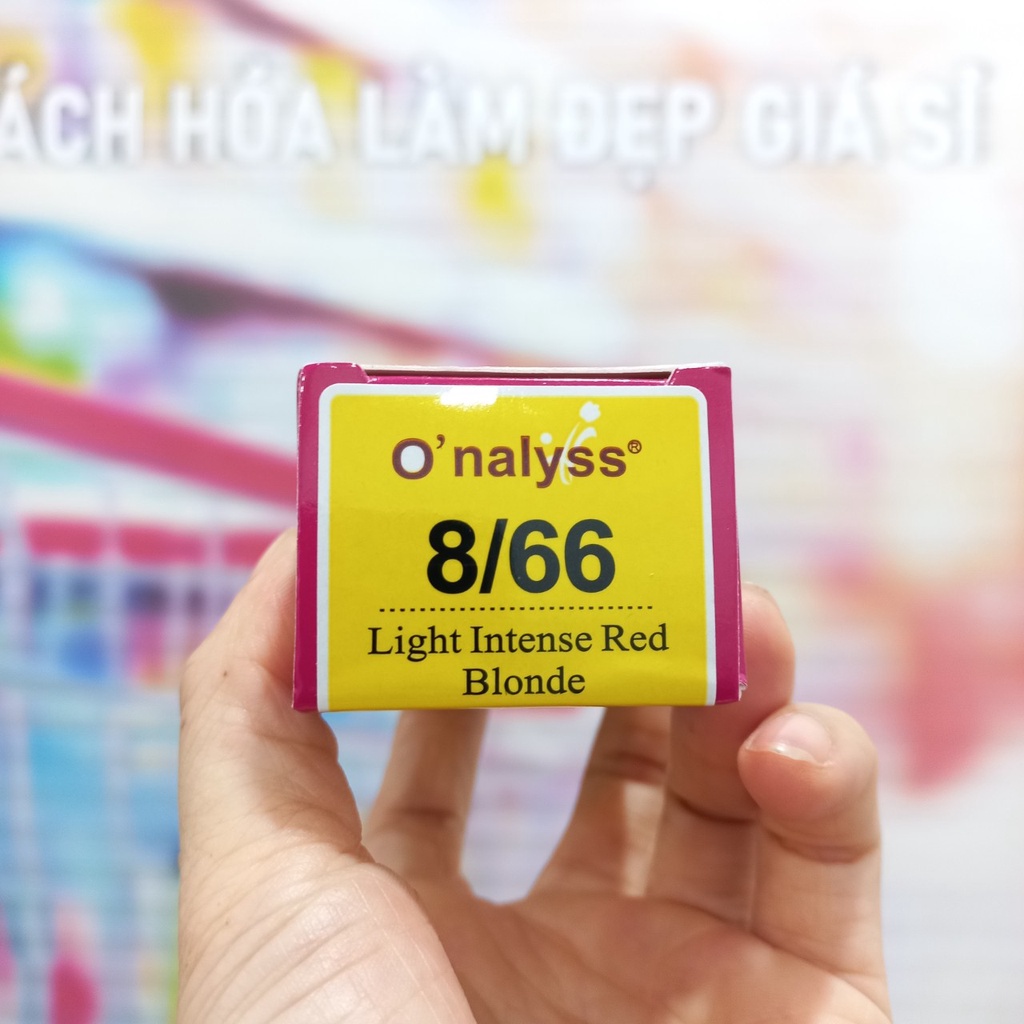 ÁCH HÓA LÀM ĐẸP GIÁ SỈ
O'nalyss®
8/66
Light Intense Red
Blonde